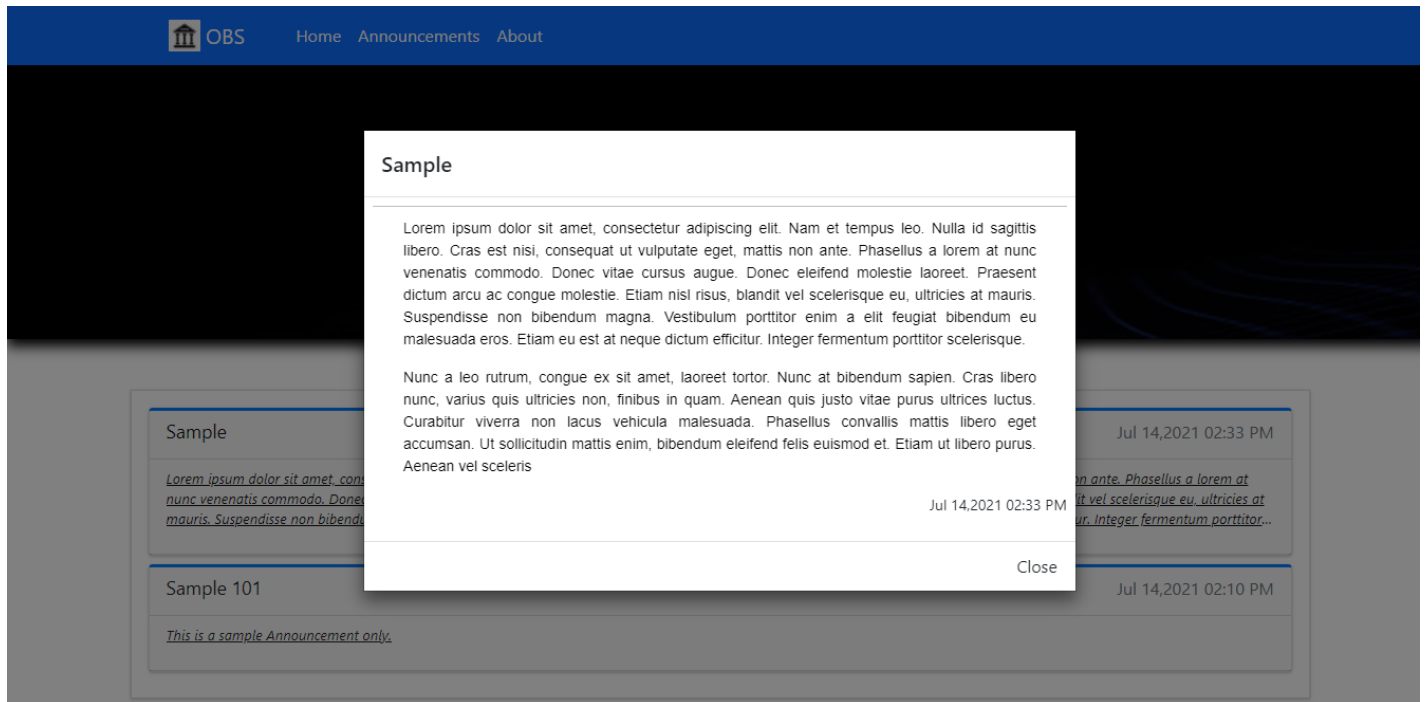 OBS Home Announcements About
Sample
Lorem ipsum dolor sit amet, consectetur adipiscing elit. Nam et tempus leo. Nulla id sagittis
libero. Cras est nisi, consequat ut vulputate eget, mattis non ante. Phasellus a lorem at nunc
venenatis commodo. Donec vitae cursus augue. Donec eleifend molestie laoreet. Praesent
dictum arcu ac congue molestie. Etiam nisl risus, blandit vel scelerisque eu, ultricies at mauris.
Suspendisse non bibendum magna. Vestibulum porttitor enim a elit feugiat bibendum eu
malesuada eros. Etiam eu est at neque dictum efficitur. Integer fermentum porttitor scelerisque.
Nunc a leo rutrum, congue ex sit amet, laoreet tortor. Nunc at bibendum sapien. Cras libero
nunc, varius quis ultricies non, finibus in quam. Aenean quis justo vitae purus ultrices luctus.
Curabitur viverra non lacus vehicula malesuada. Phasellus convallis mattis libero eget
accumsan. Ut sollicitudin mattis enim, bibendum eleifend felis euismod et. Etiam ut libero purus.
Aenean vel sceleris
Jul 14,2021 02:33 PM
Close
Sample Jul 14,2021 02:33 PM
Lorem ipsum dolor sit amet, ante. Phasellus a lorem at
nunc venenatis commodo. vel scelerisque eu, ultricies at
mauris. Suspendisse non Integer fermentum porttitor...
Sample 101 Jul 14,2021 02:10 PM
This is a sample Announcement only.